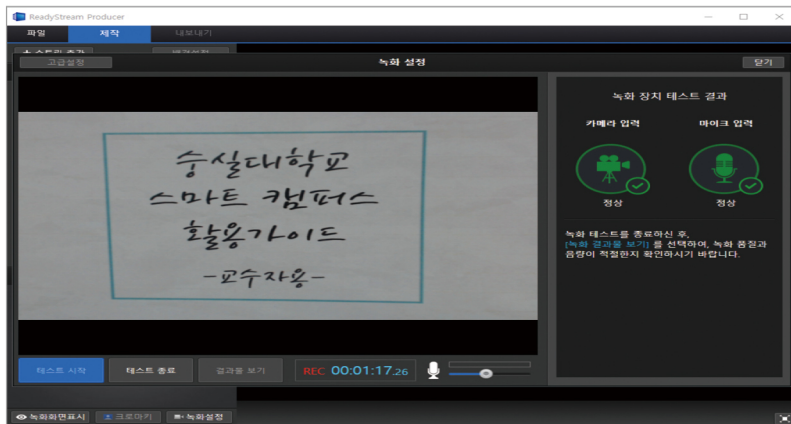 ReadyStream Producer
파일 제작 내보내기
고급설정 녹화 설정 닫기
숭실대학교
스마트 캠퍼스
활용가이드
-교수자용-
녹화 장치 테스트 결과
카메라 입력 마이크 입력
정상 정상
녹화 테스트를 종료하신 후,
[녹화 결과물 보기] 를 선택하여, 녹화 품질과
음량이 적절한지 확인하시기 바랍니다.
테스트 시작 테스트 종료 결과물 보기 REC 00:01:17.26
녹화화면표시 크로마키 녹화설정